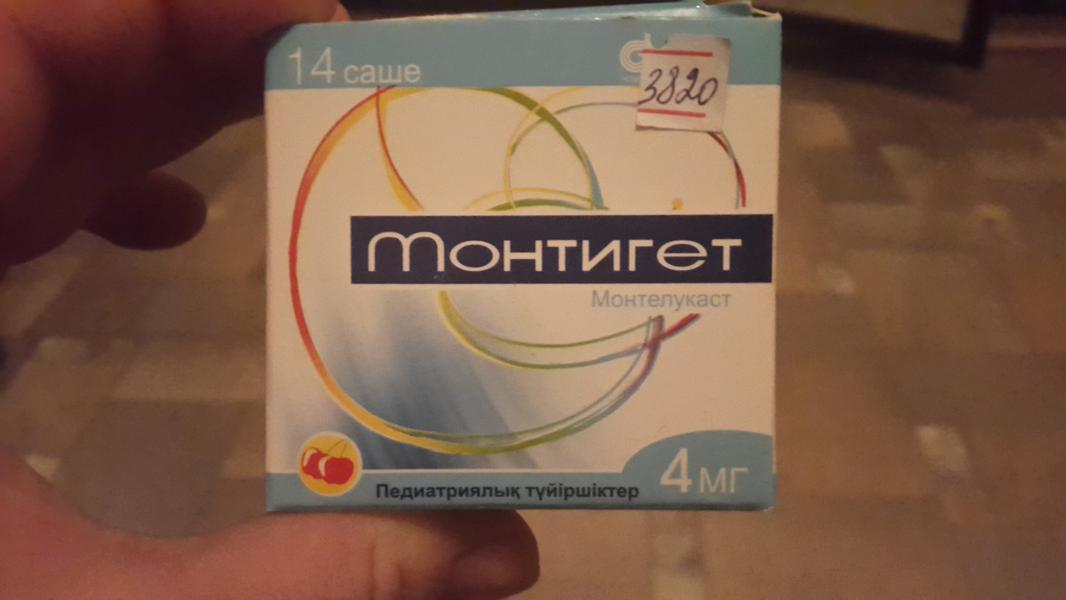 14 саше
3820
Монтигет
Монтелукаст
4 мг
Педиатриялық түйіршіктер